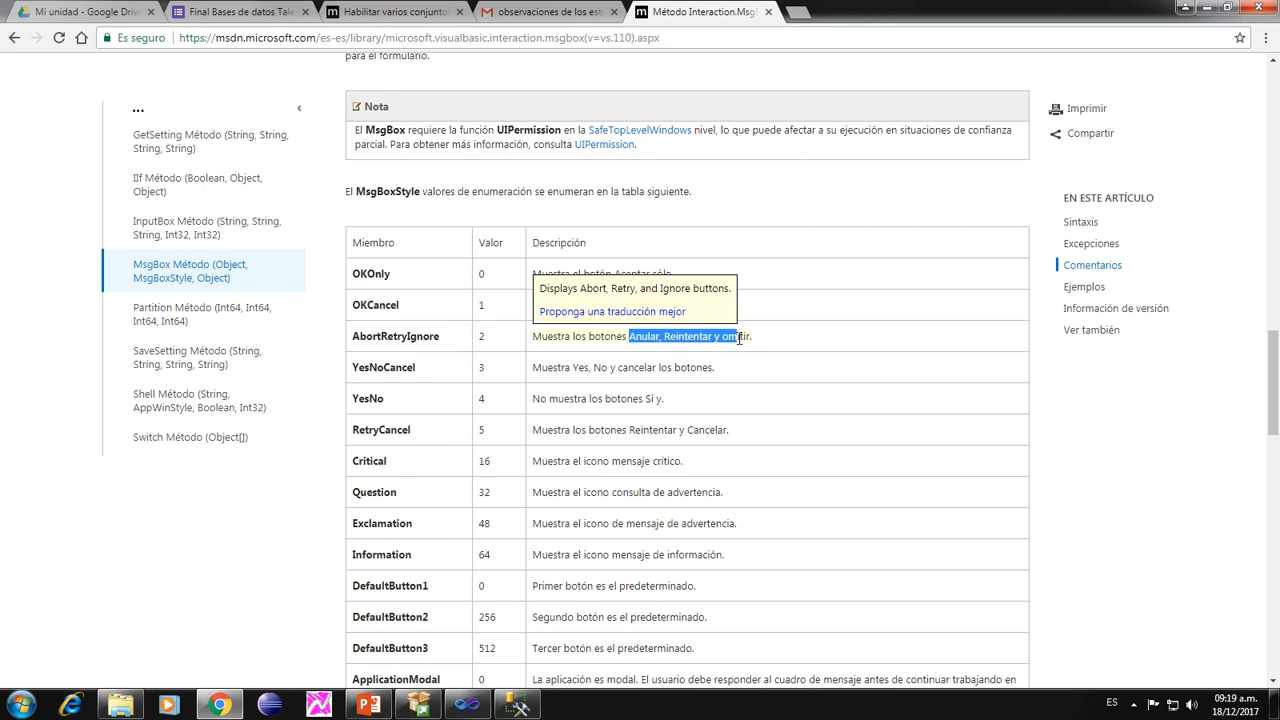 Mi unidad - Google Drive
Final Bases de datos Tale
Habilitar varios conjuntos
observaciones de los est
Método Interaction.MsgB
Es seguro
https://msdn.microsoft.com/es-es/library/microsoft.visualbasic.interaction.msgbox(v=vs.110).aspx
para el formulario.
...
GetSetting Método (String, String,
String, String)
IIf Método (Boolean, Object,
Object)
InputBox Método (String, String,
String, Int32, Int32)
MsgBox Método (Object,
MsgBoxStyle, Object)
Partition Método (Int64, Int64,
Int64, Int64)
SaveSetting Método (String,
String, String, String)
Shell Método (String,
AppWinStyle, Boolean, Int32)
Switch Método (Object[])
Nota
El MsgBox requiere la función UIPermission en la SafeTopLevelWindows nivel, lo que puede afectar a su ejecución en situaciones de confianza
parcial. Para obtener más información, consulta UIPermission.
El MsgBoxStyle valores de enumeración se enumeran en la tabla siguiente.
Miembro Valor Descripción
OKOnly 0 Muestra el botón Aceptar sólo.
Displays Abort, Retry, and Ignore buttons.
Proponga una traducción mejor
OKCancel 1
AbortRetryIgnore 2 Muestra los botones Anular, Reintentar y omitir.
YesNoCancel 3 Muestra Yes, No y cancelar los botones.
YesNo 4 No muestra los botones Sí y.
RetryCancel 5 Muestra los botones Reintentar y Cancelar.
Critical 16 Muestra el icono mensaje crítico.
Question 32 Muestra el icono consulta de advertencia.
Exclamation 48 Muestra el icono de mensaje de advertencia.
Information 64 Muestra el icono mensaje de información.
DefaultButton1 0 Primer botón es el predeterminado.
DefaultButton2 256 Segundo botón es el predeterminado.
DefaultButton3 512 Tercer botón es el predeterminado.
ApplicationModal 0 La aplicación es modal. El usuario debe responder al cuadro de mensaje antes de continuar trabajando en
Imprimir
Compartir
EN ESTE ARTÍCULO
Sintaxis
Excepciones
Comentarios
Ejemplos
Información de versión
Ver también
ES
09:19 a.m.
18/12/2017